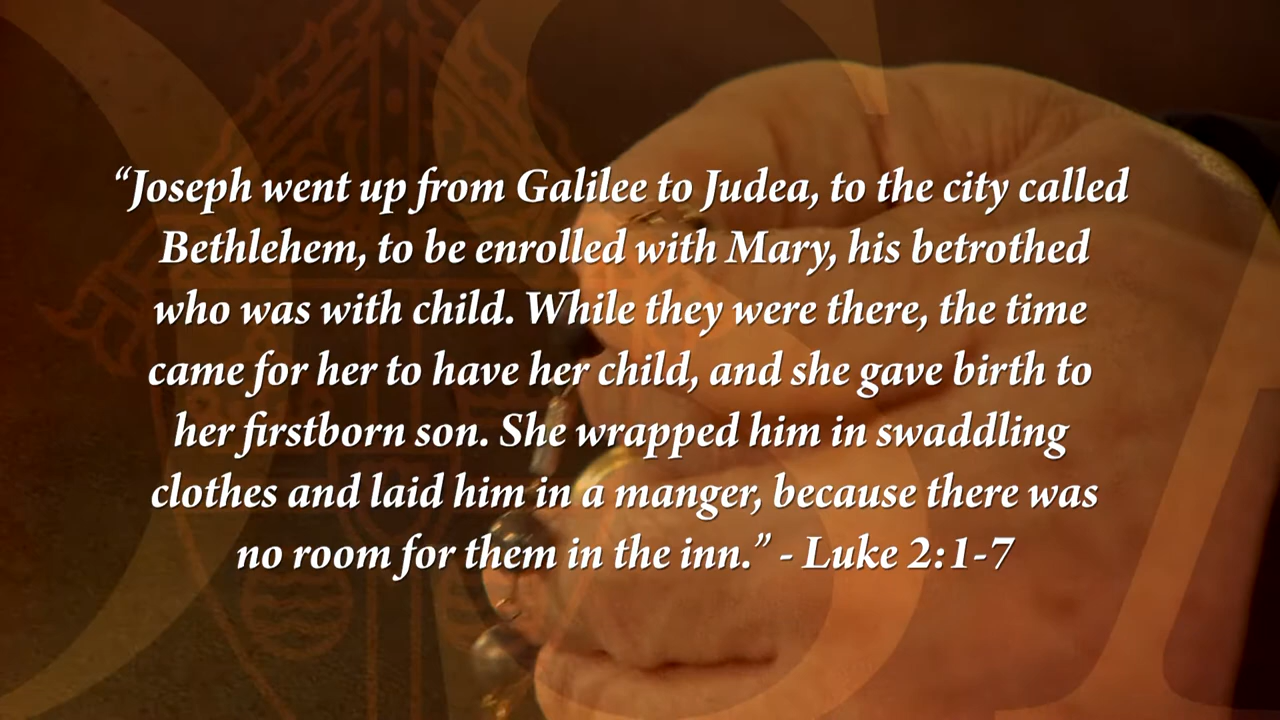 “Joseph went up from Galilee to Judea, to the city called
Bethlehem, to be enrolled with Mary, his betrothed
who was with child. While they were there, the time
came for her to have her child, and she gave birth to
her firstborn son. She wrapped him in swaddling
clothes and laid him in a manger, because there was
no room for them in the inn.” - Luke 2:1-7